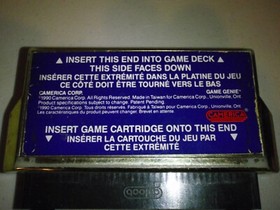 ▲ INSERT THIS END INTO GAME DECK ▲
THIS SIDE FACES DOWN
INSÉRER CETTE EXTRÉMITÉ DANS LA PLATINE DU JEU
CE CÔTÉ DOIT ÊTRE TOURNÉ VERS LE BAS
CAMERICA CORP. GAME GENIE™
©1990 Camerica Corp. All Rights Reserved. Made in Taiwan for Camerica Corp., Unionville, Ont.
Product specifications subject to change. Patent Pending.
©1990 Camerica Corp. Tous droits réservés. Fabriqué à Taiwan pour Camerica Corp., Unionville, Ont.
Les caractéristiques du produit peuvent changer. Brevet en attente.
CAMERICA
INSERT GAME CARTRIDGE ONTO THIS END
▼ INSÉRER LA CARTOUCHE DU JEU PAR ▼
CETTE EXTRÉMITÉ